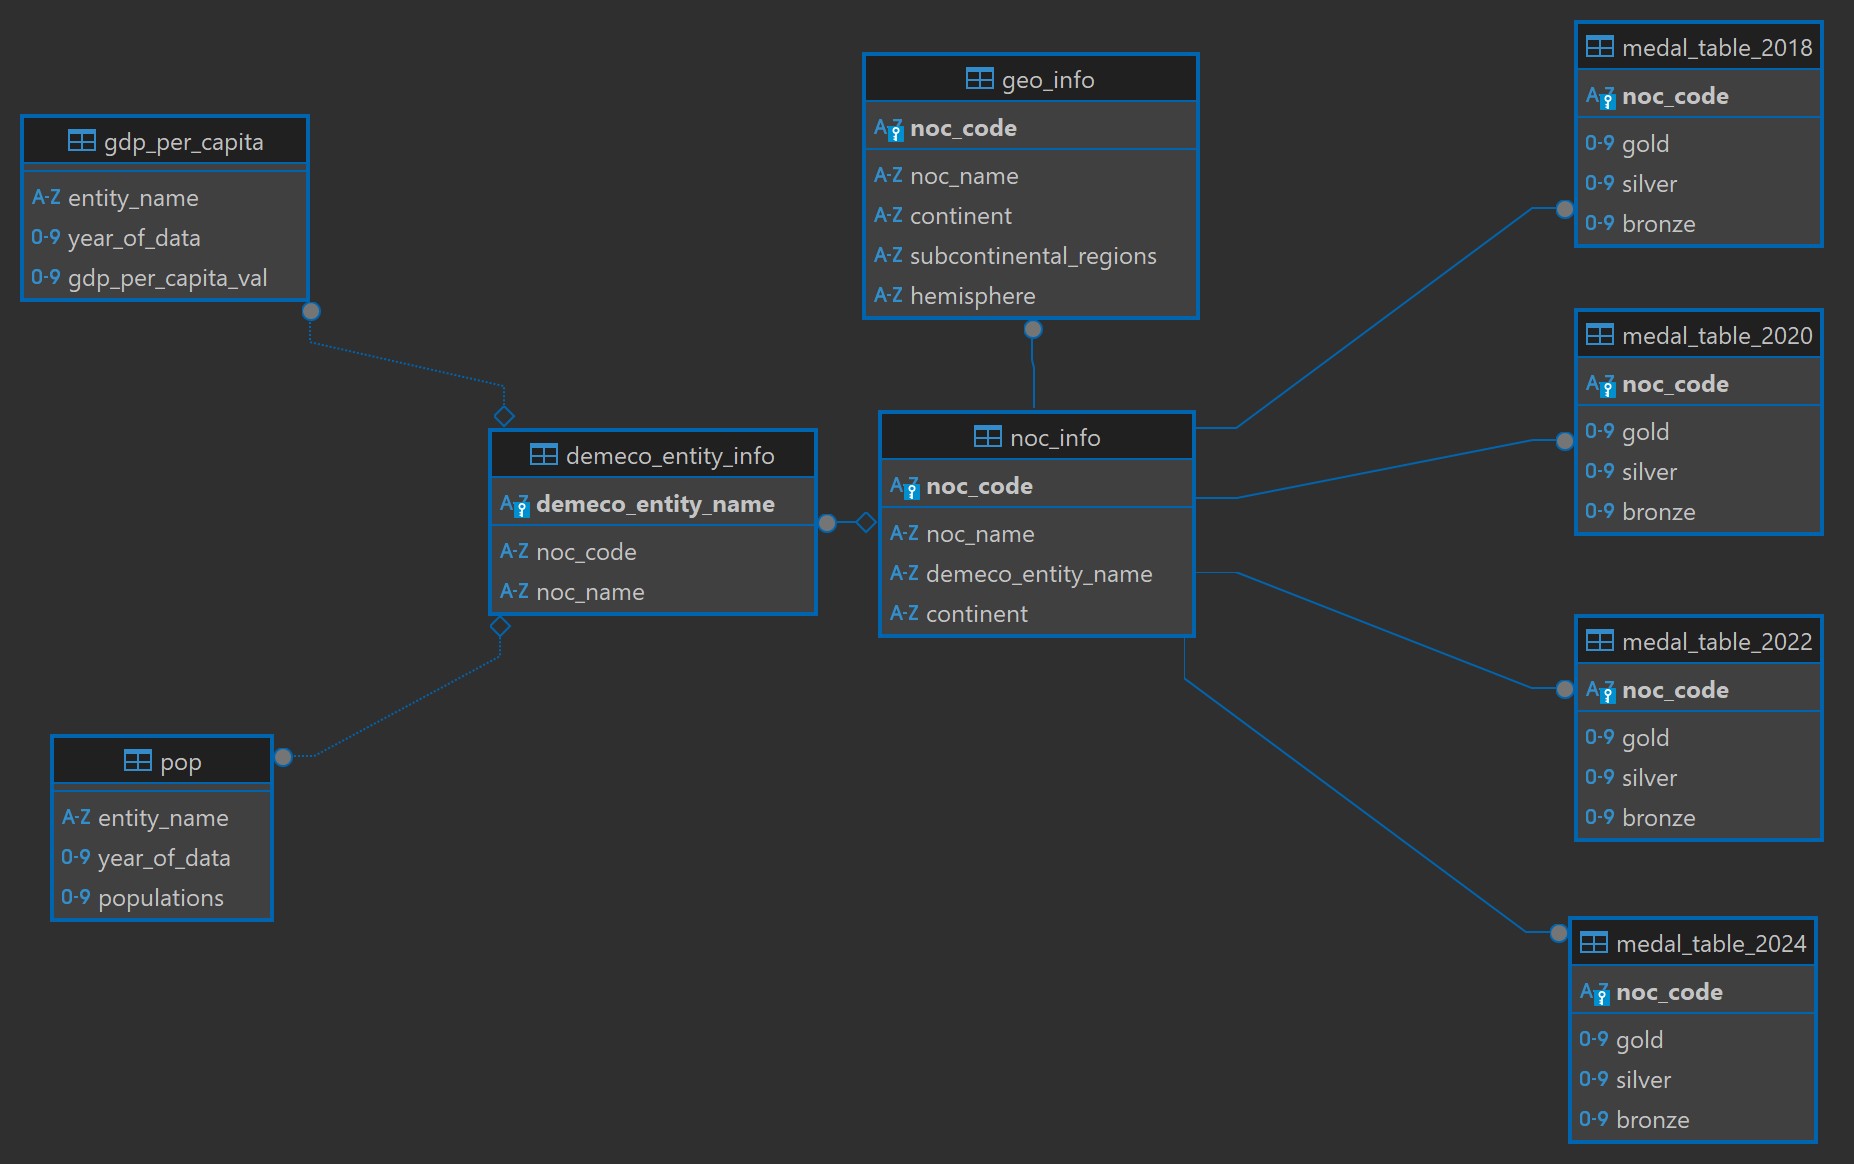 gdp_per_capita
A-Z entity_name
0-9 year_of_data
0-9 gdp_per_capita_val
pop
A-Z entity_name
0-9 year_of_data
0-9 populations
demeco_entity_info
A-Z demeco_entity_name
A-Z noc_code
A-Z noc_name
geo_info
A-Z noc_code
A-Z noc_name
A-Z continent
A-Z subcontinental_regions
A-Z hemisphere
noc_info
A-Z noc_code
A-Z noc_name
A-Z demeco_entity_name
A-Z continent
medal_table_2018
A-Z noc_code
0-9 gold
0-9 silver
0-9 bronze
medal_table_2020
A-Z noc_code
0-9 gold
0-9 silver
0-9 bronze
medal_table_2022
A-Z noc_code
0-9 gold
0-9 silver
0-9 bronze
medal_table_2024
A-Z noc_code
0-9 gold
0-9 silver
0-9 bronze